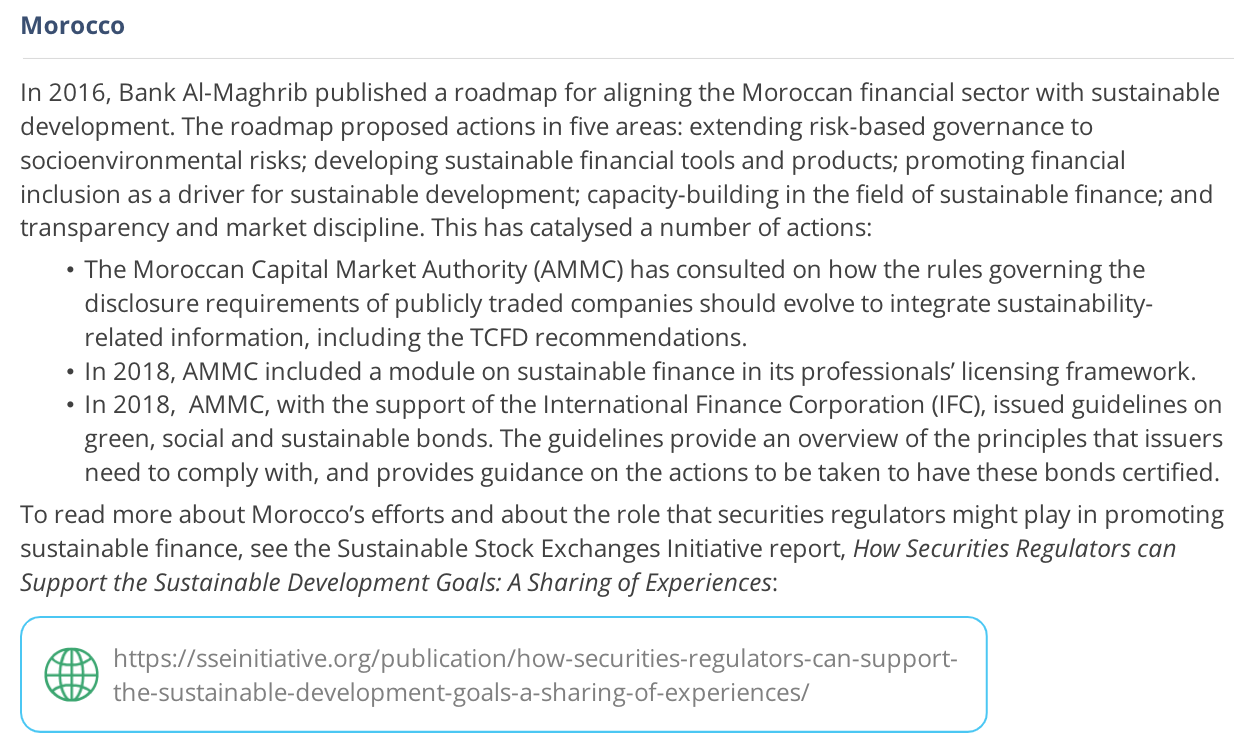 Morocco
In 2016, Bank Al-Maghrib published a roadmap for aligning the Moroccan financial sector with sustainable
development. The roadmap proposed actions in five areas: extending risk-based governance to
socioenvironmental risks; developing sustainable financial tools and products; promoting financial
inclusion as a driver for sustainable development; capacity-building in the field of sustainable finance; and
transparency and market discipline. This has catalysed a number of actions:
• The Moroccan Capital Market Authority (AMMC) has consulted on how the rules governing the
disclosure requirements of publicly traded companies should evolve to integrate sustainability-
related information, including the TCFD recommendations.
• In 2018, AMMC included a module on sustainable finance in its professionals’ licensing framework.
• In 2018,  AMMC, with the support of the International Finance Corporation (IFC), issued guidelines on
green, social and sustainable bonds. The guidelines provide an overview of the principles that issuers
need to comply with, and provides guidance on the actions to be taken to have these bonds certified.
To read more about Morocco’s efforts and about the role that securities regulators might play in promoting
sustainable finance, see the Sustainable Stock Exchanges Initiative report, How Securities Regulators can
Support the Sustainable Development Goals: A Sharing of Experiences:
https://sseinitiative.org/publication/how-securities-regulators-can-support-
the-sustainable-development-goals-a-sharing-of-experiences/